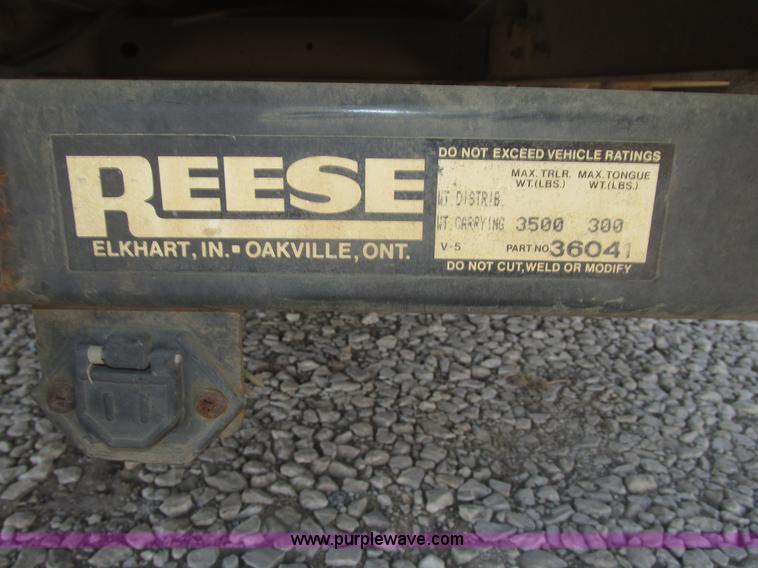 REESE
ELKHART, IN. ▪ OAKVILLE, ONT.
DO NOT EXCEED VEHICLE RATINGS
MAX. TRLR. MAX. TONGUE
WT. (LBS.) WT. (LBS.)
WT. DISTRIB.
WT. CARRYING 3500 300
V-5 PART NO 36041
DO NOT CUT, WELD OR MODIFY
www.purplewave.com